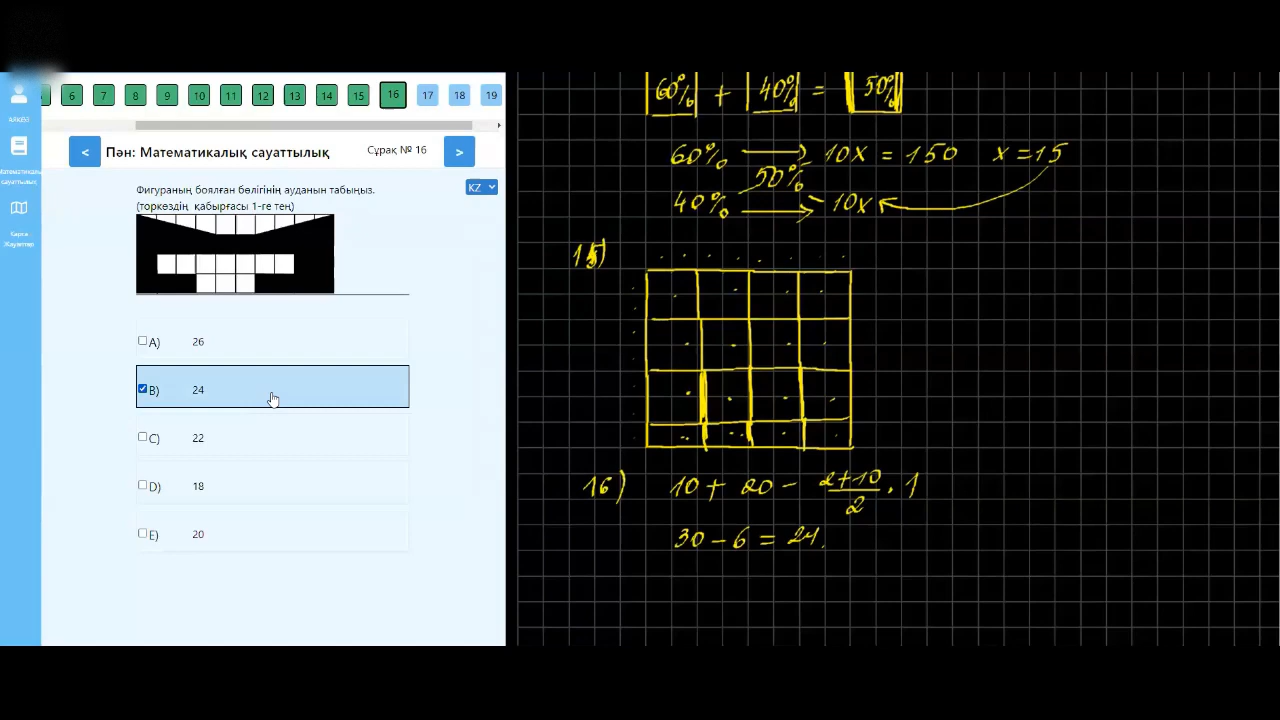 6 7 8 9 10 11 12 13 14 15 16 17 18 19
< Пән: Математикалық сауаттылық Сұрақ № 16 >
Фигураның боялған бөлігінің ауданын табыңыз.
(торкөздің қабырғасы 1-ге тең)
KZ
A) 26
B) 24
C) 22
D) 18
E) 20
60% + 40% = 50%
60% 10x = 150 x = 15
50%
40% 10x
15)
16) 10 + 20 - 2+10/2 · 1
30 - 6 = 24.